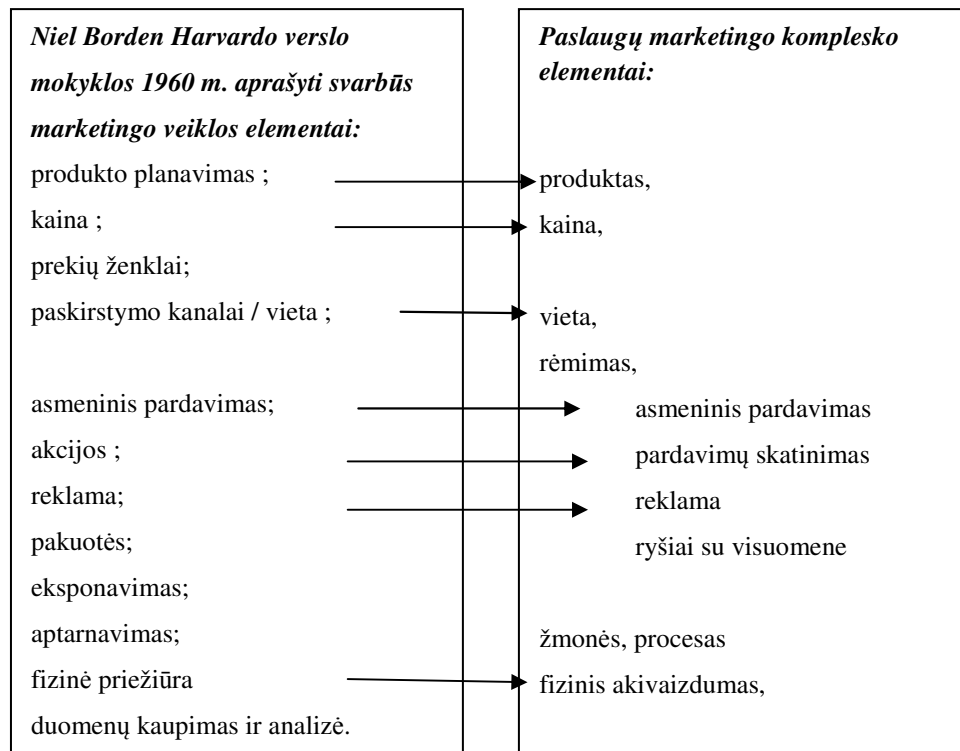 Niel Borden Harvardo verslo
mokyklos 1960 m. aprašyti svarbūs
marketingo veiklos elementai:
produkto planavimas ;
kaina ;
prekių ženklai;
paskirstymo kanalai / vieta ;
asmeninis pardavimas;
akcijos ;
reklama;
pakuotės;
eksponavimas;
aptarnavimas;
fizinė priežiūra
duomenų kaupimas ir analizė.
Paslaugų marketingo komplesko
elementai:
produktas,
kaina,
vieta,
rėmimas,
asmeninis pardavimas
pardavimų skatinimas
reklama
ryšiai su visuomene
žmonės, procesas
fizinis akivaizdumas,